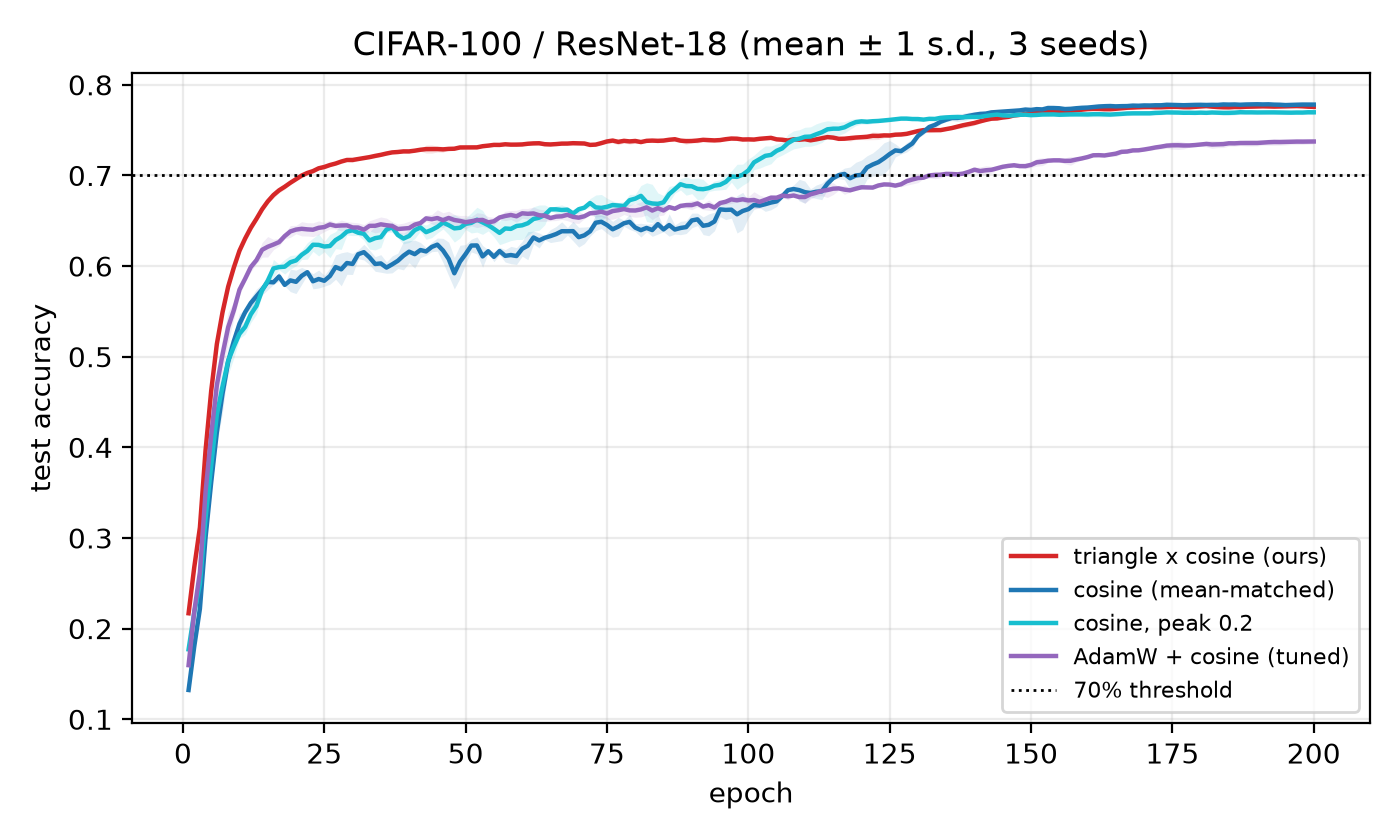 CIFAR-100 / ResNet-18 (mean ± 1 s.d., 3 seeds)
0.8
0.7
0.6
0.5
0.4
0.3
0.2
0.1
test accuracy
triangle x cosine (ours)
cosine (mean-matched)
cosine, peak 0.2
AdamW + cosine (tuned)
70% threshold
0 25 50 75 100 125 150 175 200
epoch